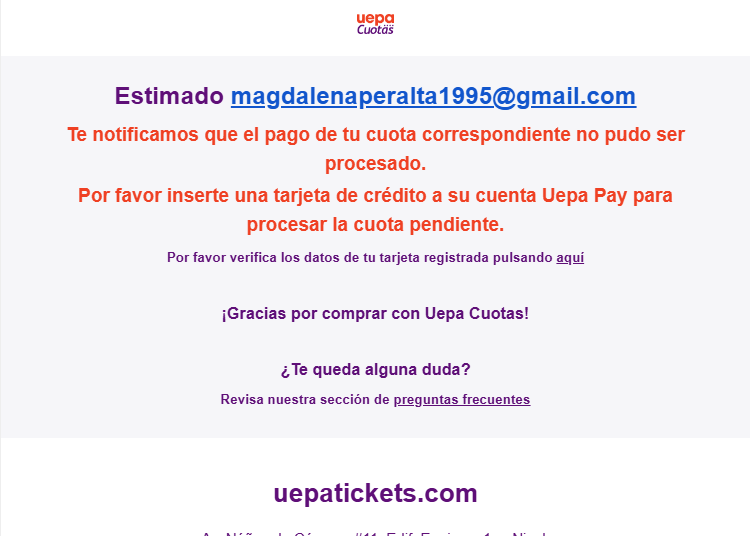 uepa
Cuotas
Estimado magdalenaperalta1995@gmail.com
Te notificamos que el pago de tu cuota correspondiente no pudo ser
procesado.
Por favor inserte una tarjeta de crédito a su cuenta Uepa Pay para
procesar la cuota pendiente.
Por favor verifica los datos de tu tarjeta registrada pulsando aquí
¡Gracias por comprar con Uepa Cuotas!
¿Te queda alguna duda?
Revisa nuestra sección de preguntas frecuentes
uepatickets.com